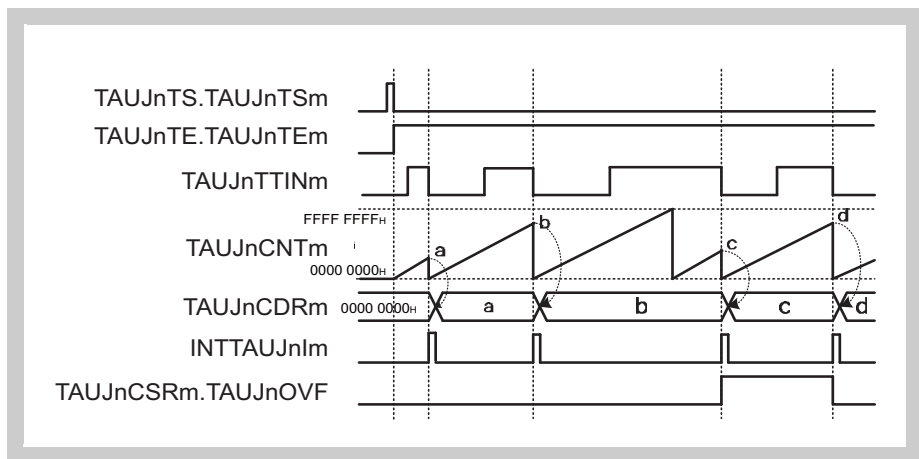 TAUJnTS.TAUJnTSm
TAUJnTE.TAUJnTEm
TAUJnTTINm
FFFF FFFFH
TAUJnCNTm
0000 0000H
a
b
c
d
TAUJnCDRm
0000 0000H
a
b
c
d
INTTAUJnIm
TAUJnCSRm.TAUJnOVF